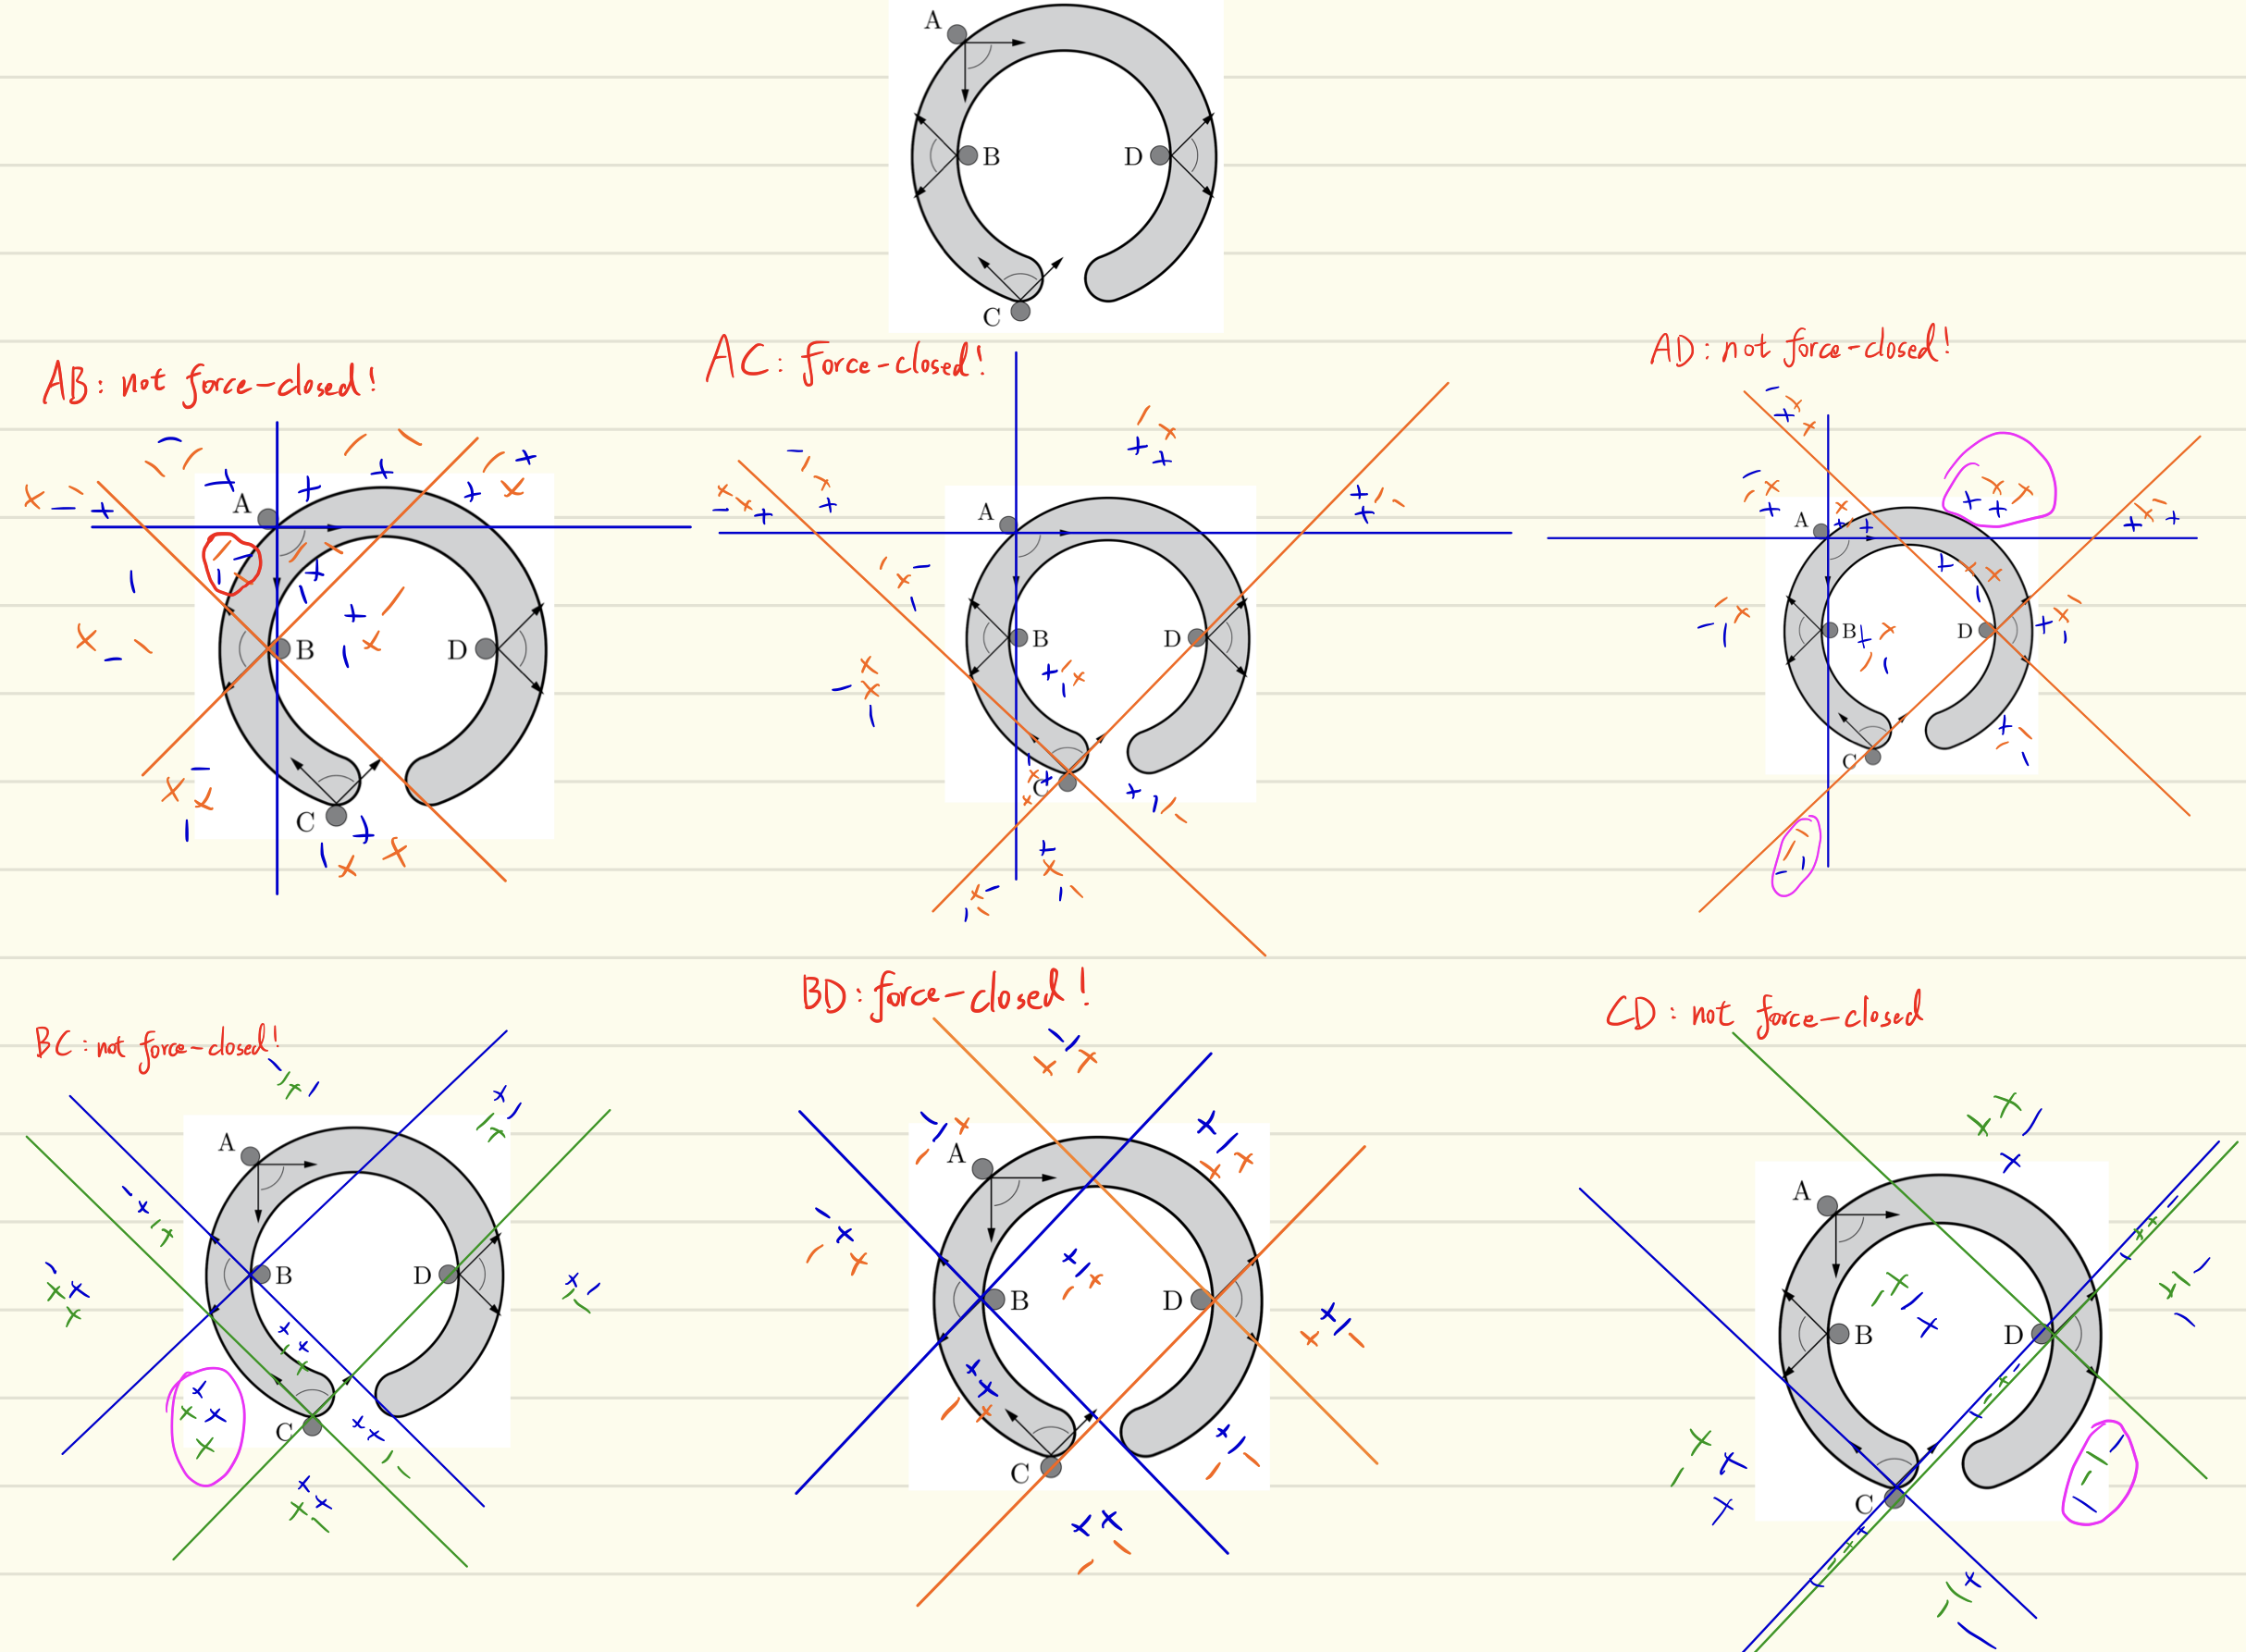 A
B
D
C
AB: not force-closed!
AC: force-closed!
AD: not force-closed!
A
B
D
C
A
B
D
C
A
B
D
C
BC: not force-closed!
BD: force-closed!
CD: not force-closed
A
B
D
C
A
B
D
C
A
B
D
C